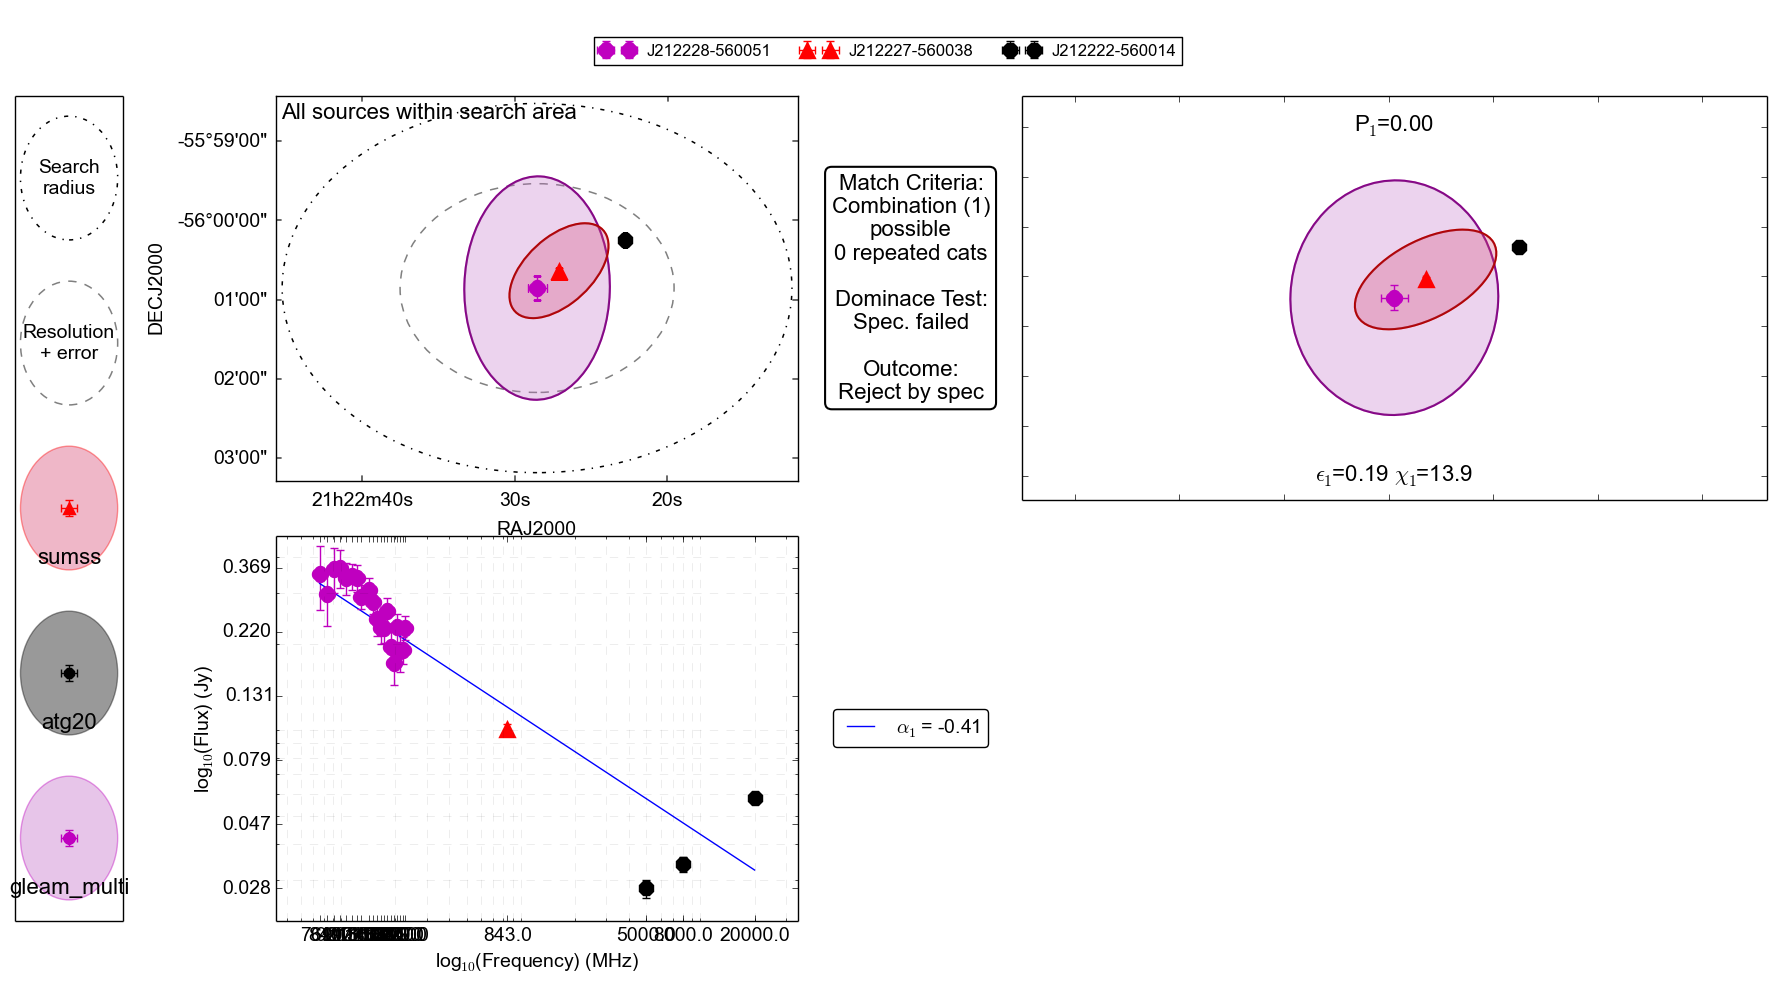 J212228-560051
J212227-560038
J212222-560014
Search
radius
Resolution
+ error
sumss
atg20
gleam_multi
All sources within search area
DECJ2000
-55°59'00"
-56°00'00"
01'00"
02'00"
03'00"
21h22m40s
30s
20s
RAJ2000
Match Criteria:
Combination (1)
possible
0 repeated cats
Dominace Test:
Spec. failed
Outcome:
Reject by spec
P₁=0.00
ϵ₁=0.19 χ₁=13.9
log₁₀(Flux) (Jy)
0.369
0.220
0.131
0.079
0.047
0.028
843.0
5000.0
8000.0
20000.0
log₁₀(Frequency) (MHz)
α₁ = -0.41